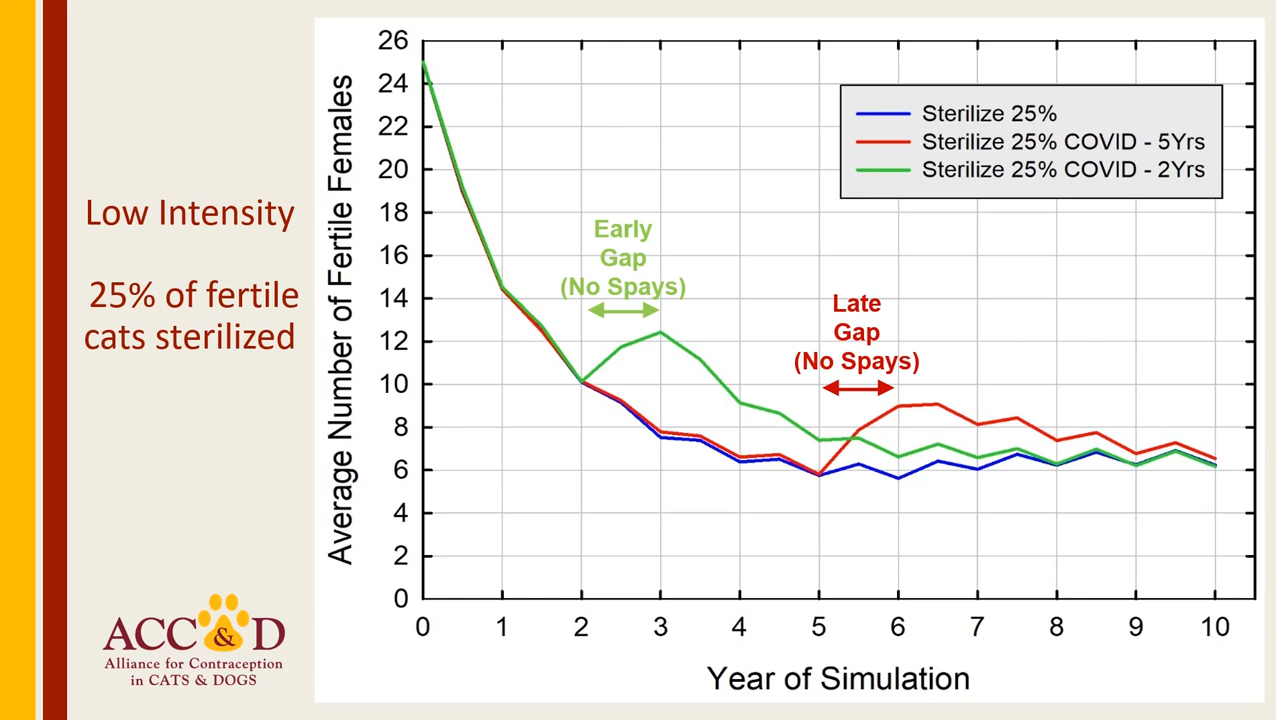 Low Intensity
25% of fertile
cats sterilized
ACC&D
Alliance for Contraception
in CATS & DOGS
Average Number of Fertile Females
26
24
22
20
18
16
14
12
10
8
6
4
2
0
Sterilize 25%
Sterilize 25% COVID - 5Yrs
Sterilize 25% COVID - 2Yrs
Early
Gap
(No Spays)
Late
Gap
(No Spays)
0 1 2 3 4 5 6 7 8 9 10
Year of Simulation